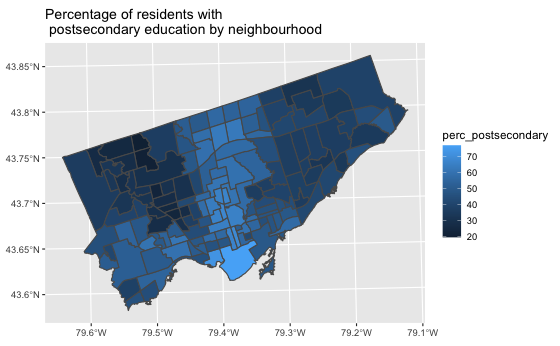 Percentage of residents with
postsecondary education by neighbourhood
43.85°N
43.8°N
43.75°N
43.7°N
43.65°N
43.6°N
79.6°W
79.5°W
79.4°W
79.3°W
79.2°W
79.1°W
perc_postsecondary
70
60
50
40
30
20